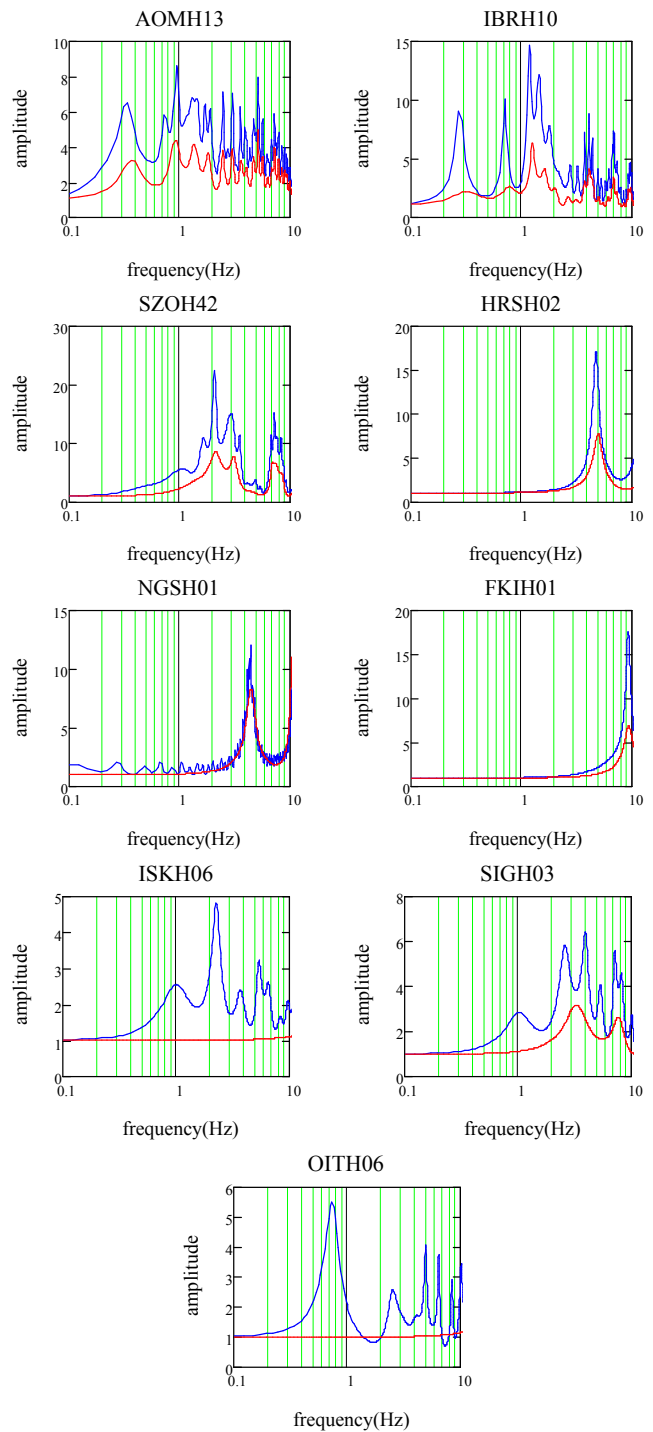 AOMH13
10
8
6
4
2
0
0.1
1
10
amplitude
frequency(Hz)
IBRH10
15
10
5
0
0.1
1
10
amplitude
frequency(Hz)
SZOH42
30
20
10
0
0.1
1
10
amplitude
frequency(Hz)
HRSH02
20
15
10
5
0
0.1
1
10
amplitude
frequency(Hz)
NGSH01
15
10
5
0
0.1
1
10
amplitude
frequency(Hz)
FKIH01
20
15
10
5
0
0.1
1
10
amplitude
frequency(Hz)
ISKH06
5
4
3
2
1
0
0.1
1
10
amplitude
frequency(Hz)
SIGH03
8
6
4
2
0
0.1
1
10
amplitude
frequency(Hz)
OITH06
6
5
4
3
2
1
0
0.1
1
10
amplitude
frequency(Hz)